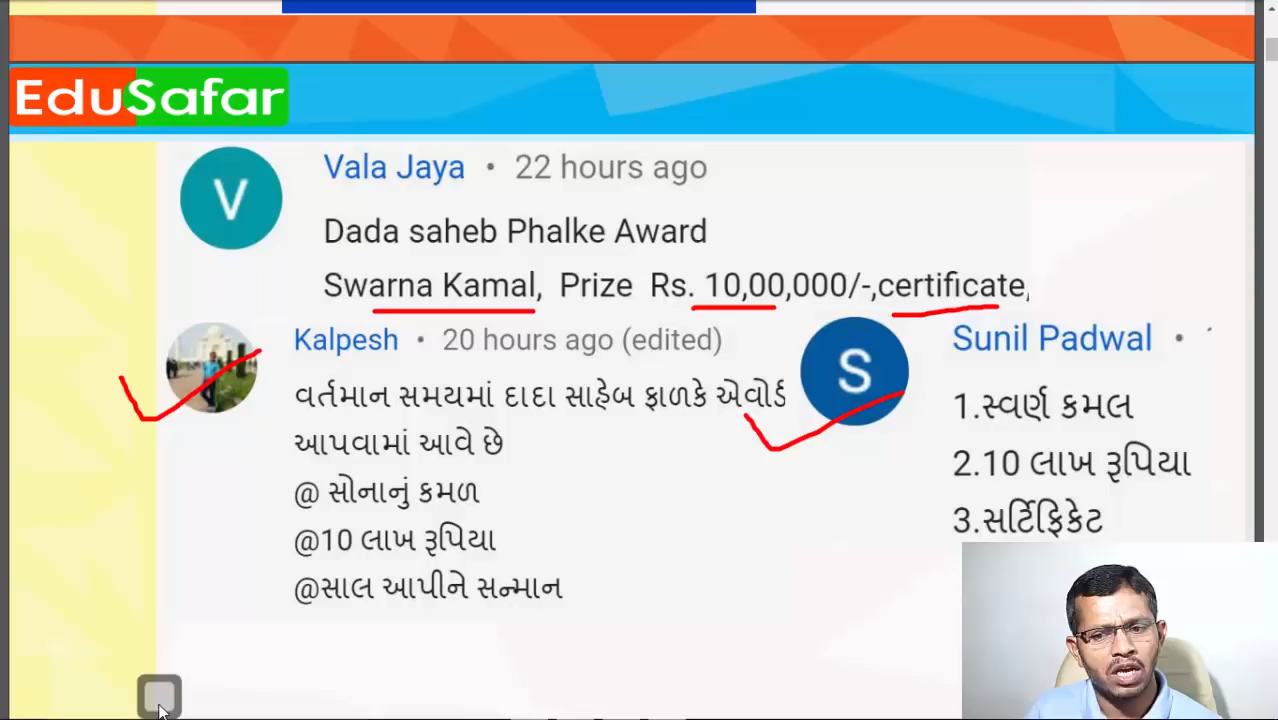 EduSafar
V
Vala Jaya • 22 hours ago
Dada saheb Phalke Award
Swarna Kamal, Prize Rs. 10,00,000/-,certificate,
Kalpesh • 20 hours ago (edited)
વર્તમાન સમયમાં દાદા સાહેબ ફાળકે એવોર્ડ
આપવામાં આવે છે
@ સોનાનું કમળ
@10 લાખ રૂપિયા
@સાલ આપીને સન્માન
S
Sunil Padwal •
1.સ્વર્ણ કમલ
2.10 લાખ રૂપિયા
3.સર્ટિફિકેટ